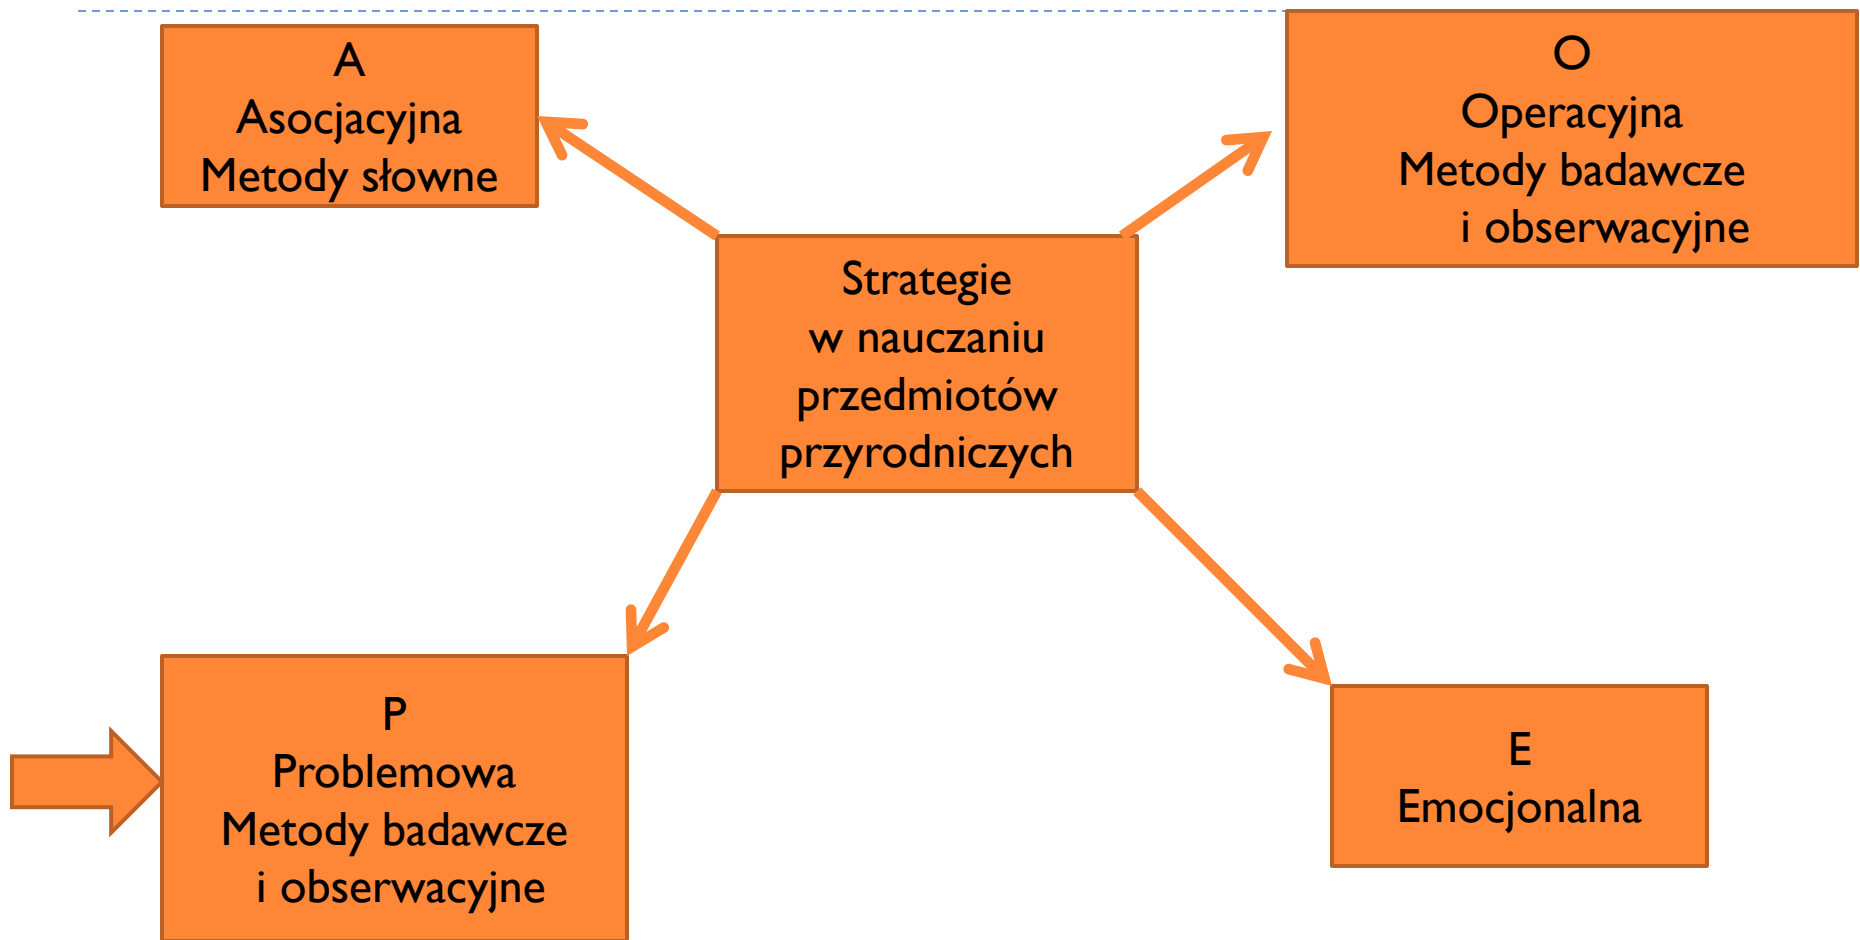 A
Asocjacyjna
Metody słowne
O
Operacyjna
Metody badawcze
i obserwacyjne
Strategie
w nauczaniu
przedmiotów
przyrodniczych
P
Problemowa
Metody badawcze
i obserwacyjne
E
Emocjonalna